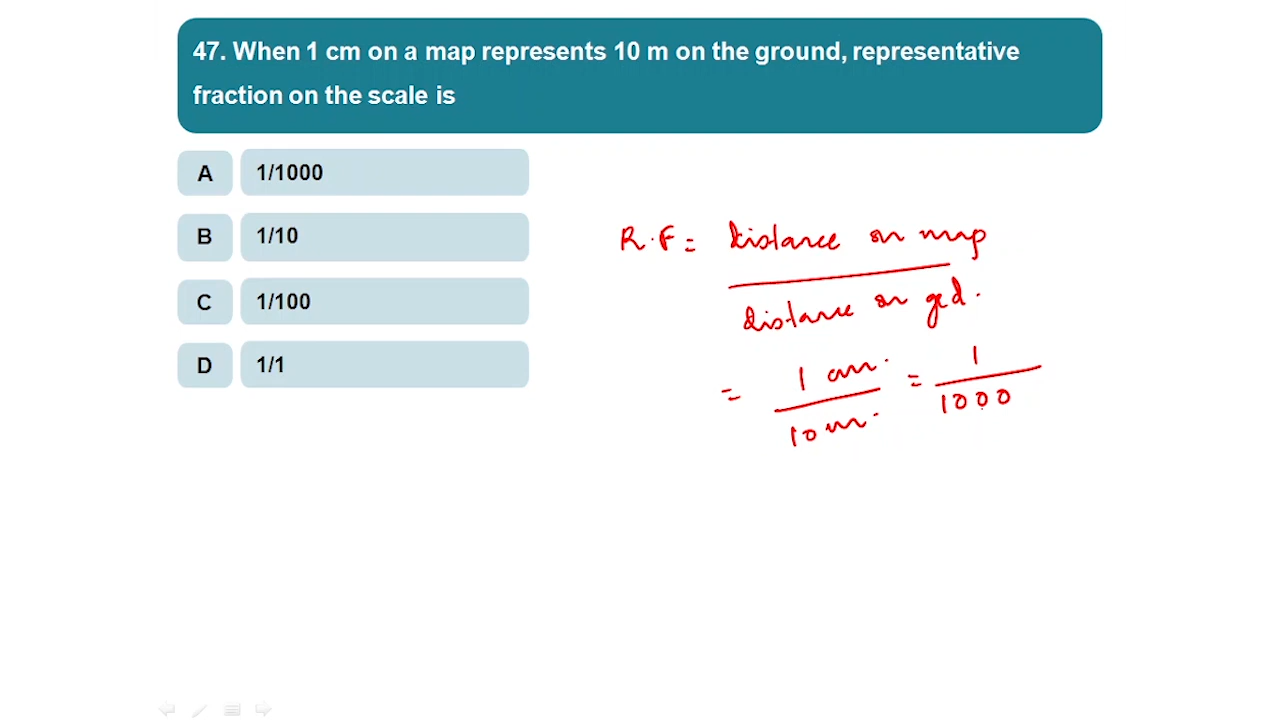 47. When 1 cm on a map represents 10 m on the ground, representative
fraction on the scale is
A 1/1000
B 1/10
C 1/100
D 1/1
R.F = distance on map
distance on gd.
= 1 cm. = 1
10 m. 1000